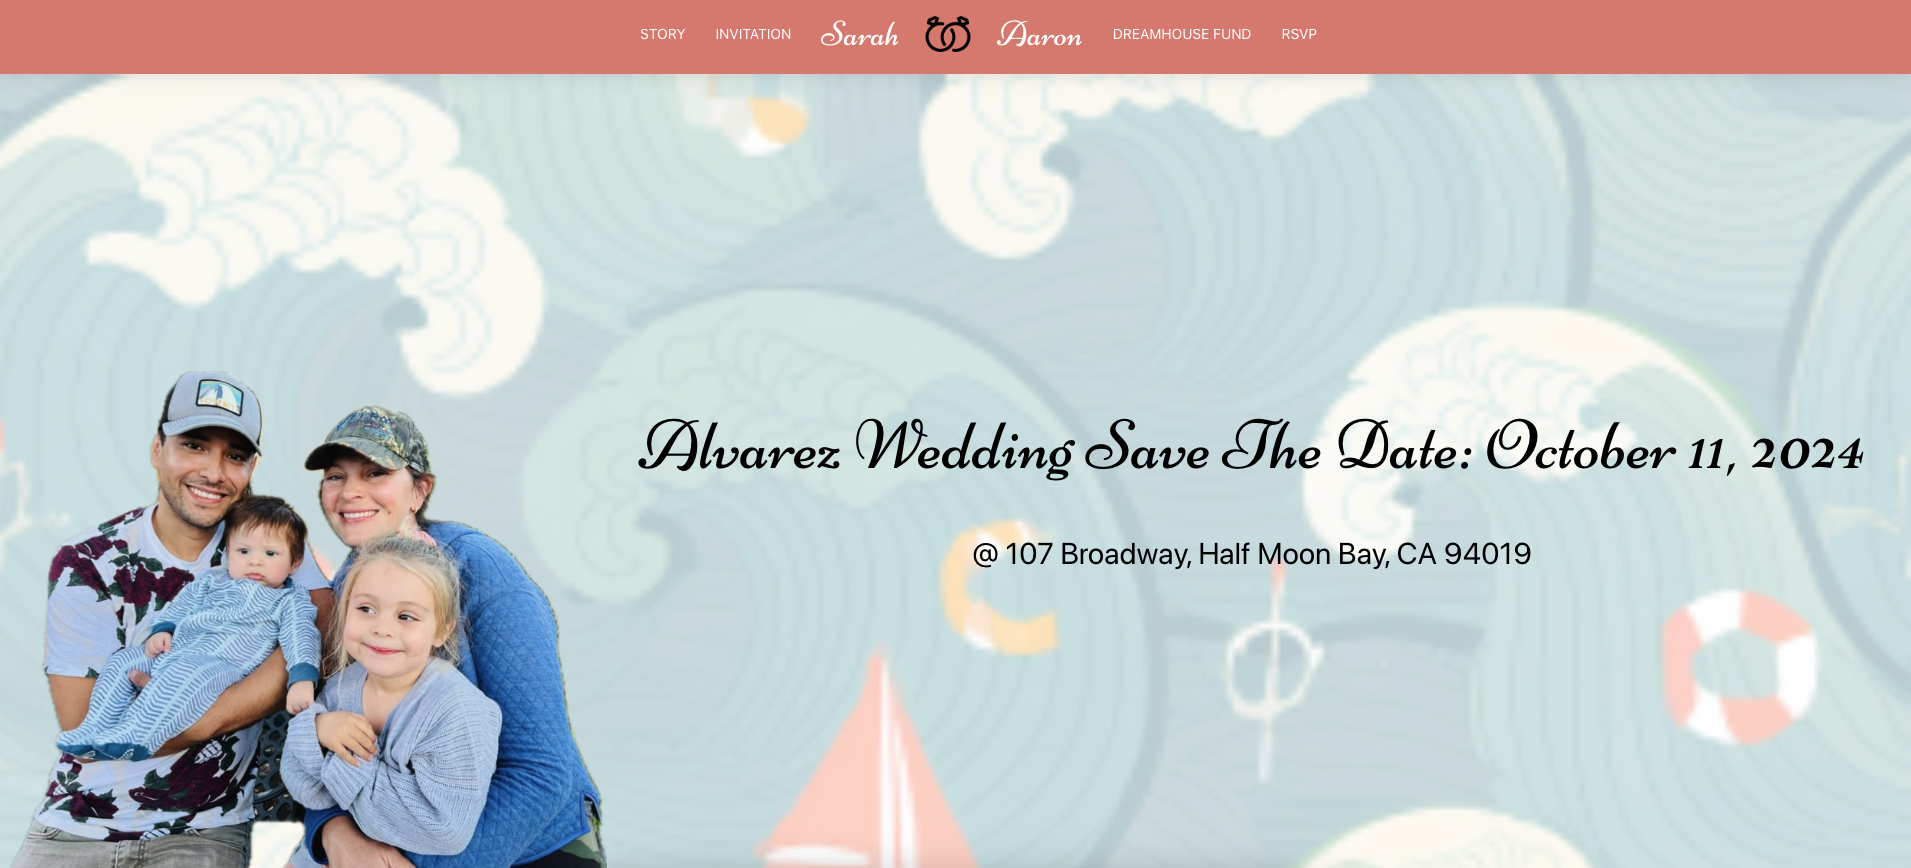 STORY INVITATION Sarah Aaron DREAMHOUSE FUND RSVP
Alvarez Wedding Save The Date: October 11, 2024
@ 107 Broadway, Half Moon Bay, CA 94019